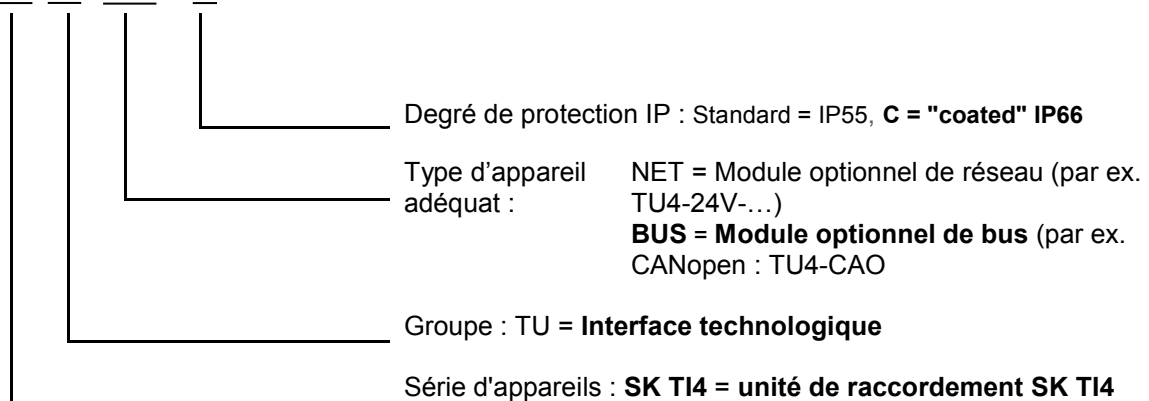 Degré de protection IP : Standard = IP55, C = "coated" IP66
Type d’appareil NET = Module optionnel de réseau (par ex.
adéquat : TU4-24V-…)
BUS = Module optionnel de bus (par ex.
CANopen : TU4-CAO
Groupe : TU = Interface technologique
Série d'appareils : SK TI4 = unité de raccordement SK TI4